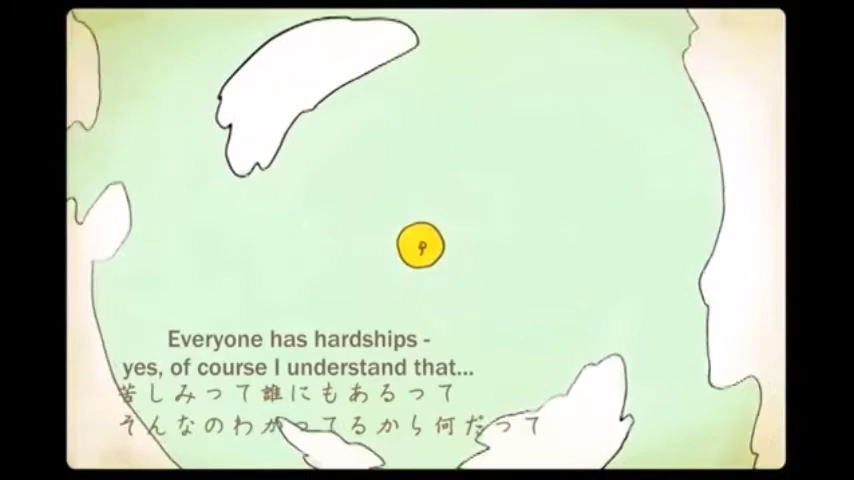 Everyone has hardships -
yes, of course I understand that...
苦しみって誰にもあるって
そんなのわかってるから何だって